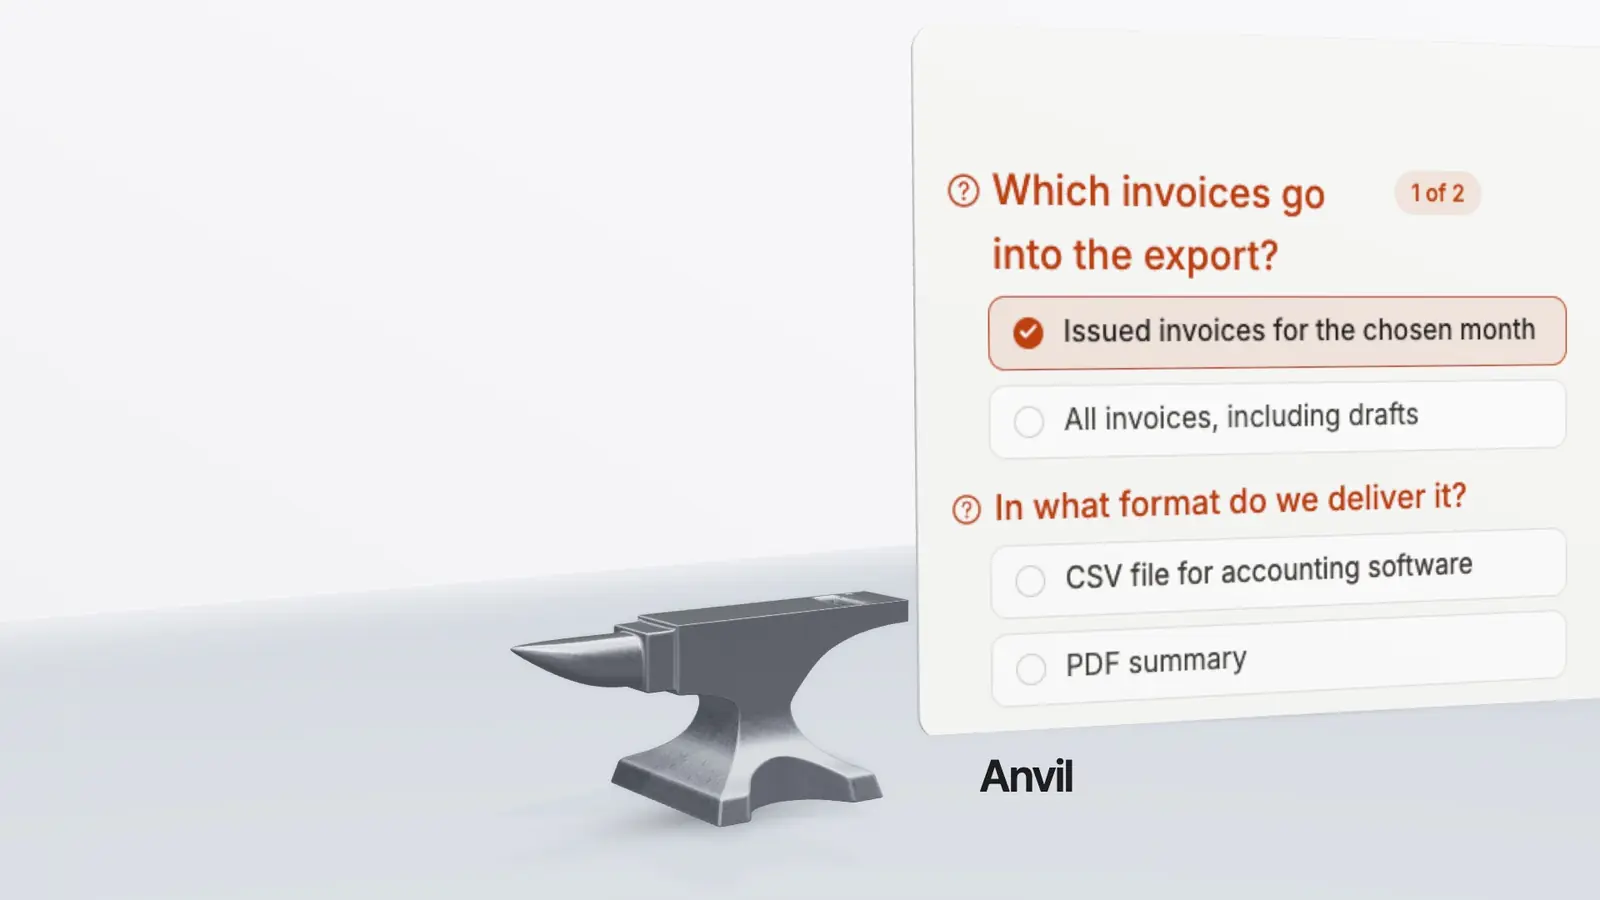 Which invoices go
1 of 2
into the export?
Issued invoices for the chosen month
All invoices, including drafts
In what format do we deliver it?
CSV file for accounting software
PDF summary
Anvil